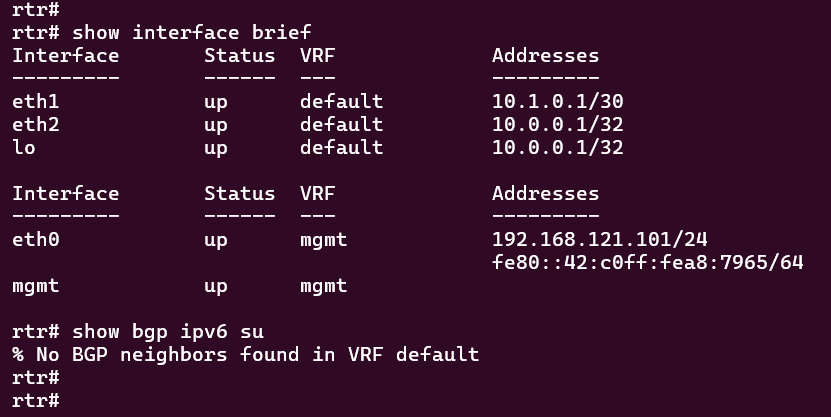 rtr#
rtr# show interface brief
Interface       Status  VRF             Addresses
---------       ------  ---             ---------
eth1            up      default         10.1.0.1/30
eth2            up      default         10.0.0.1/32
lo              up      default         10.0.0.1/32
Interface       Status  VRF             Addresses
---------       ------  ---             ---------
eth0            up      mgmt            192.168.121.101/24
                                        fe80::42:c0ff:fea8:7965/64
mgmt            up      mgmt
rtr# show bgp ipv6 su
% No BGP neighbors found in VRF default
rtr#
rtr#